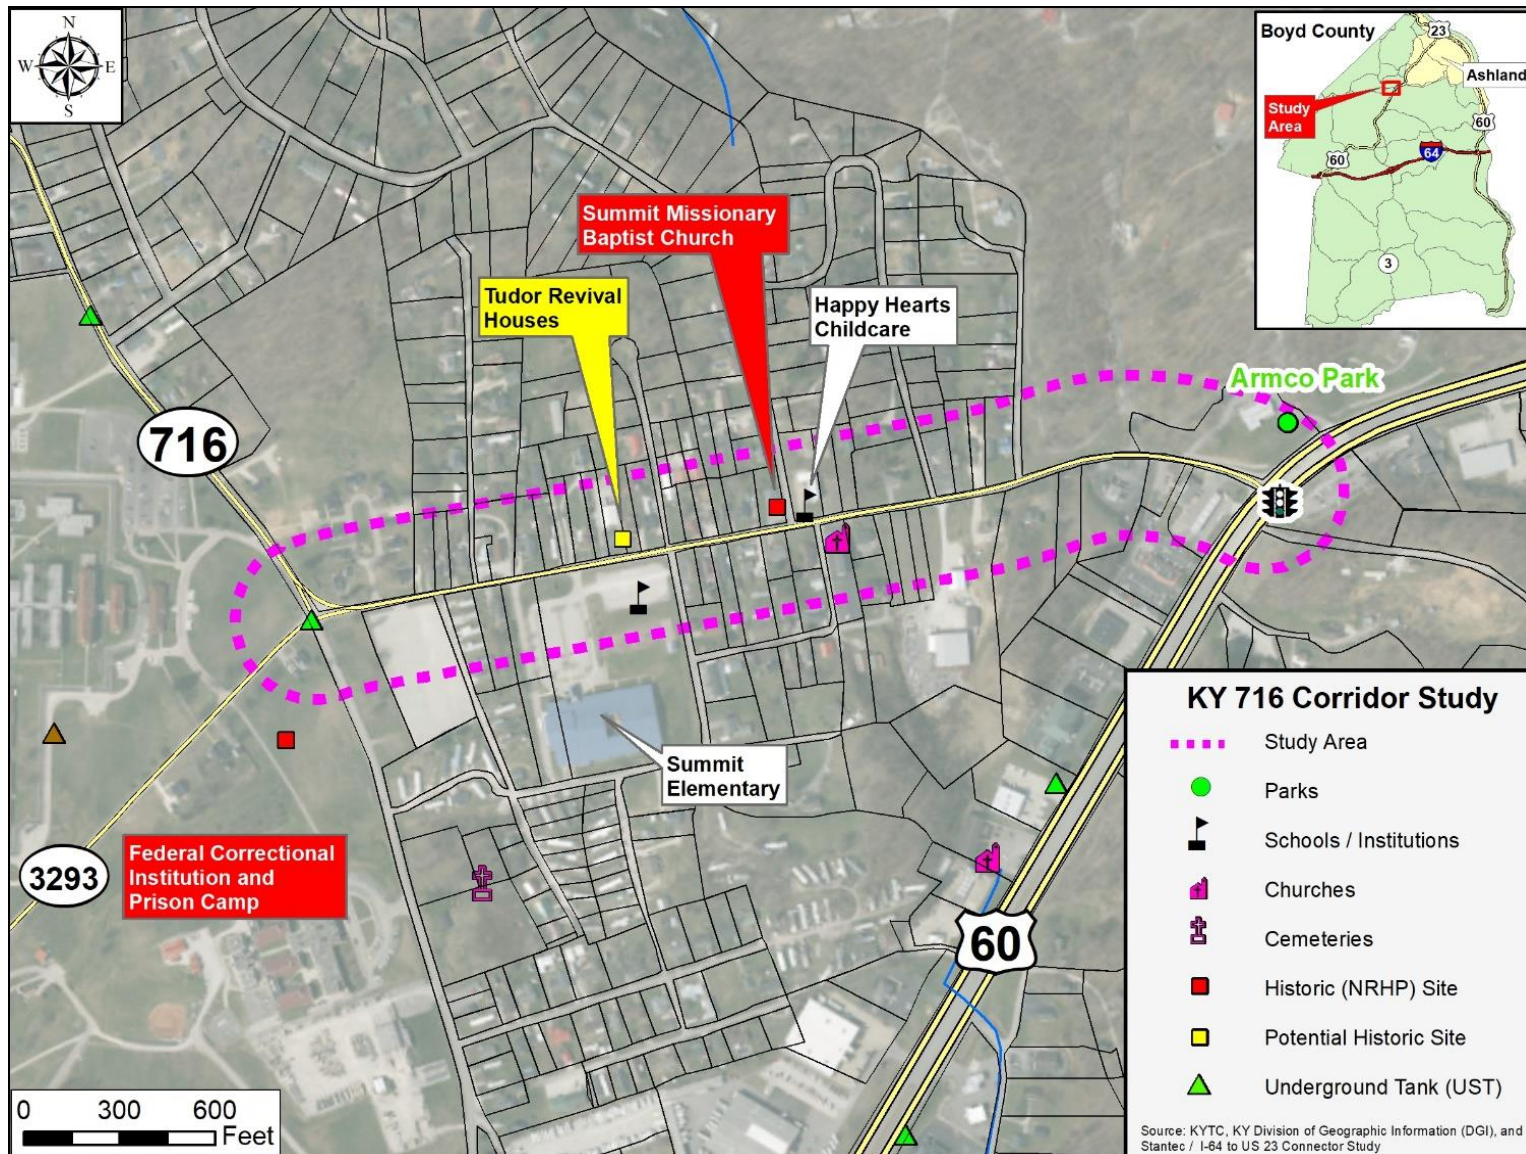 N
W E
S
Boyd County
23
Ashland
Study
Area
60
60
64
3
Summit Missionary
Baptist Church
Tudor Revival
Houses
Happy Hearts
Childcare
Armco Park
716
Summit
Elementary
3293
Federal Correctional
Institution and
Prison Camp
60
KY 716 Corridor Study
Study Area
Parks
Schools / Institutions
Churches
Cemeteries
Historic (NRHP) Site
Potential Historic Site
Underground Tank (UST)
Source: KYTC, KY Division of Geographic Information (DGI), and
Stantec / I-64 to US 23 Connector Study
0 300 600
Feet